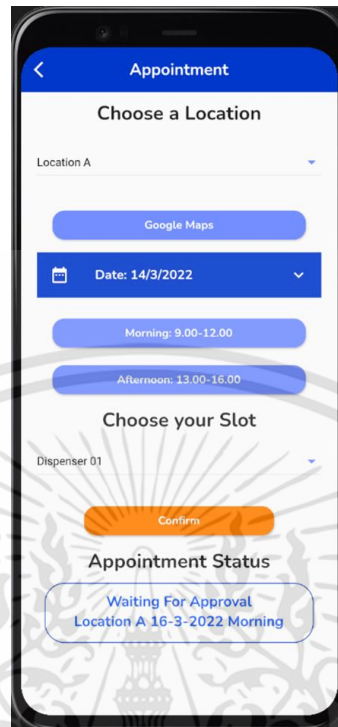 Appointment
Choose a Location
Location A
Google Maps
Date: 14/3/2022
Morning: 9.00-12.00
Afternoon: 13.00-16.00
Choose your Slot
Dispenser 01
Confirm
Appointment Status
Waiting For Approval
Location A 16-3-2022 Morning